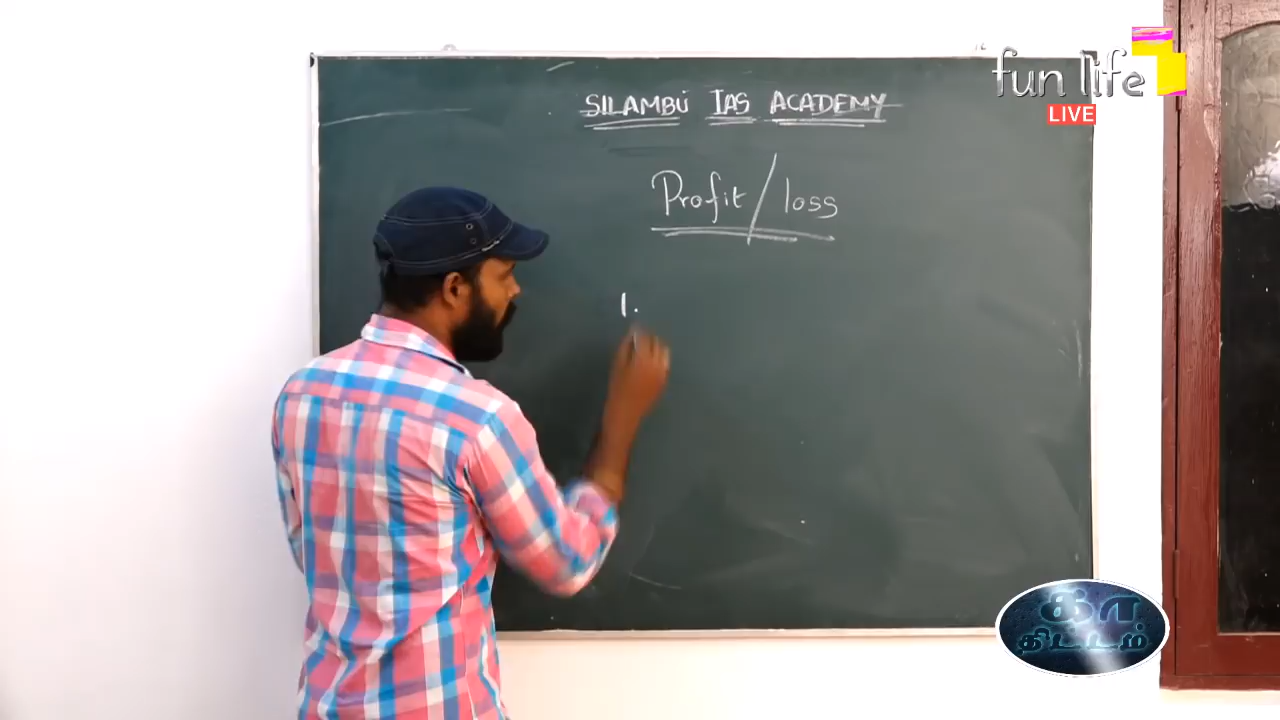 fun life
LIVE
SILAMBU IAS ACADEMY
Profit / loss
1.
கா
திட்டம்